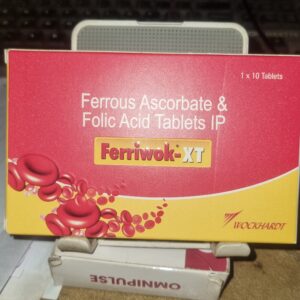 1 x 10 Tablets
Ferrous Ascorbate &
Folic Acid Tablets IP
Ferriwok-XT
WOCKHARDT
OMNIPULSE